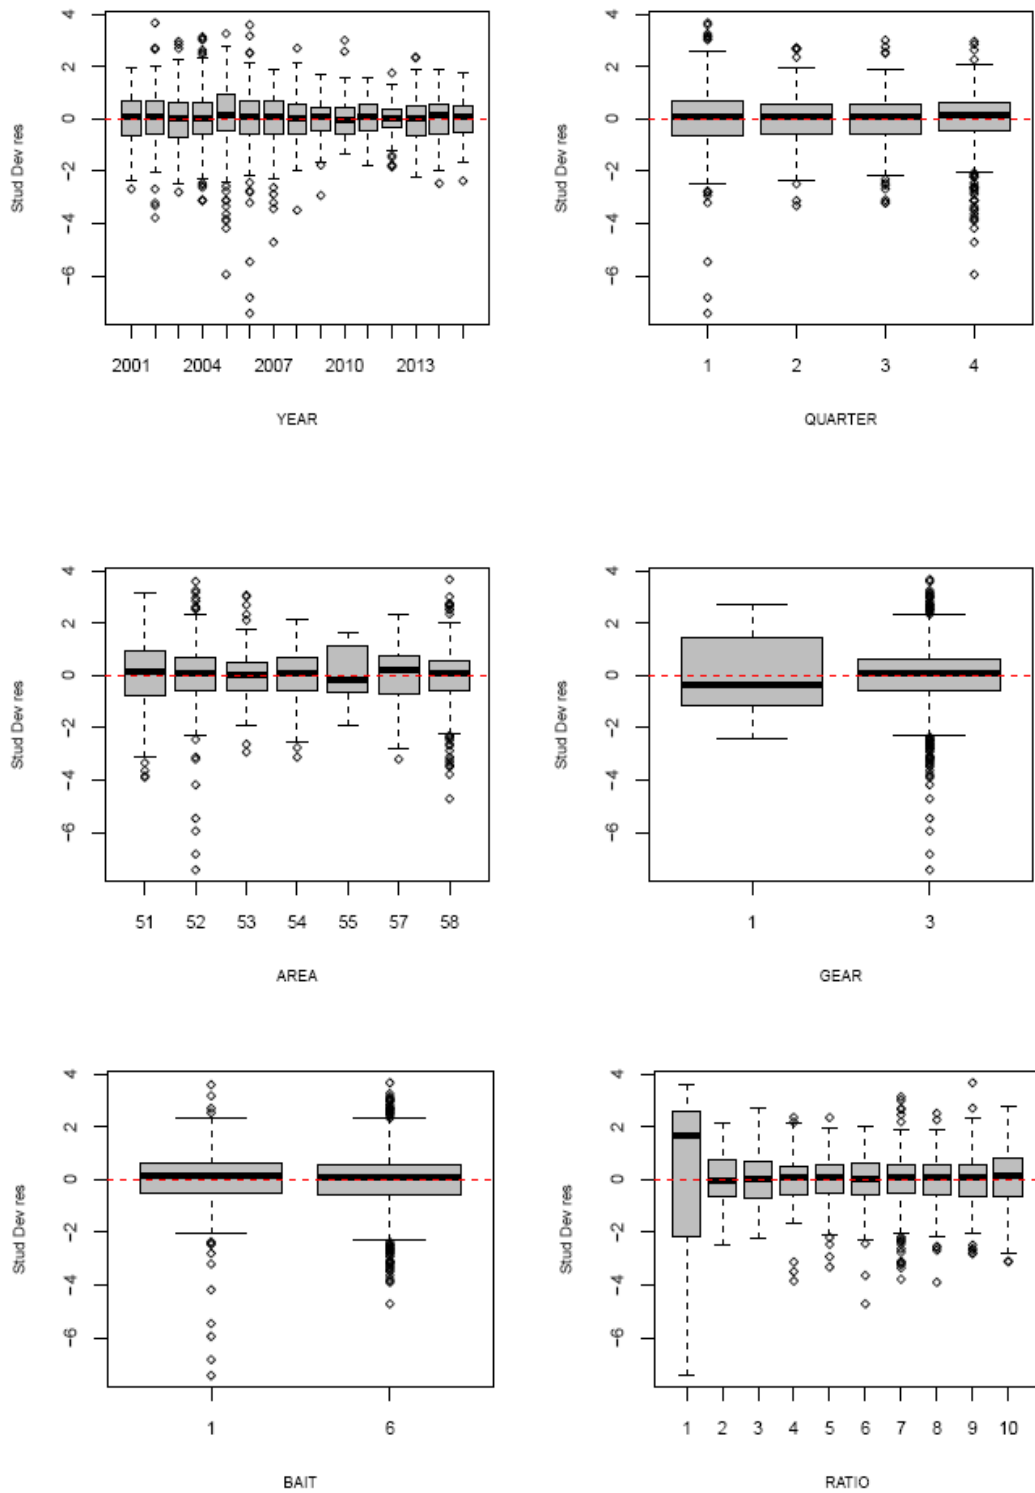 4
2
0
-2
-4
-6
Stud Dev res
2001 2004 2007 2010 2013
YEAR
4
2
0
-2
-4
-6
Stud Dev res
1 2 3 4
QUARTER
4
2
0
-2
-4
-6
Stud Dev res
51 52 53 54 55 57 58
AREA
4
2
0
-2
-4
-6
Stud Dev res
1 3
GEAR
4
2
0
-2
-4
-6
Stud Dev res
1 6
BAIT
4
2
0
-2
-4
-6
Stud Dev res
1 2 3 4 5 6 7 8 9 10
RATIO